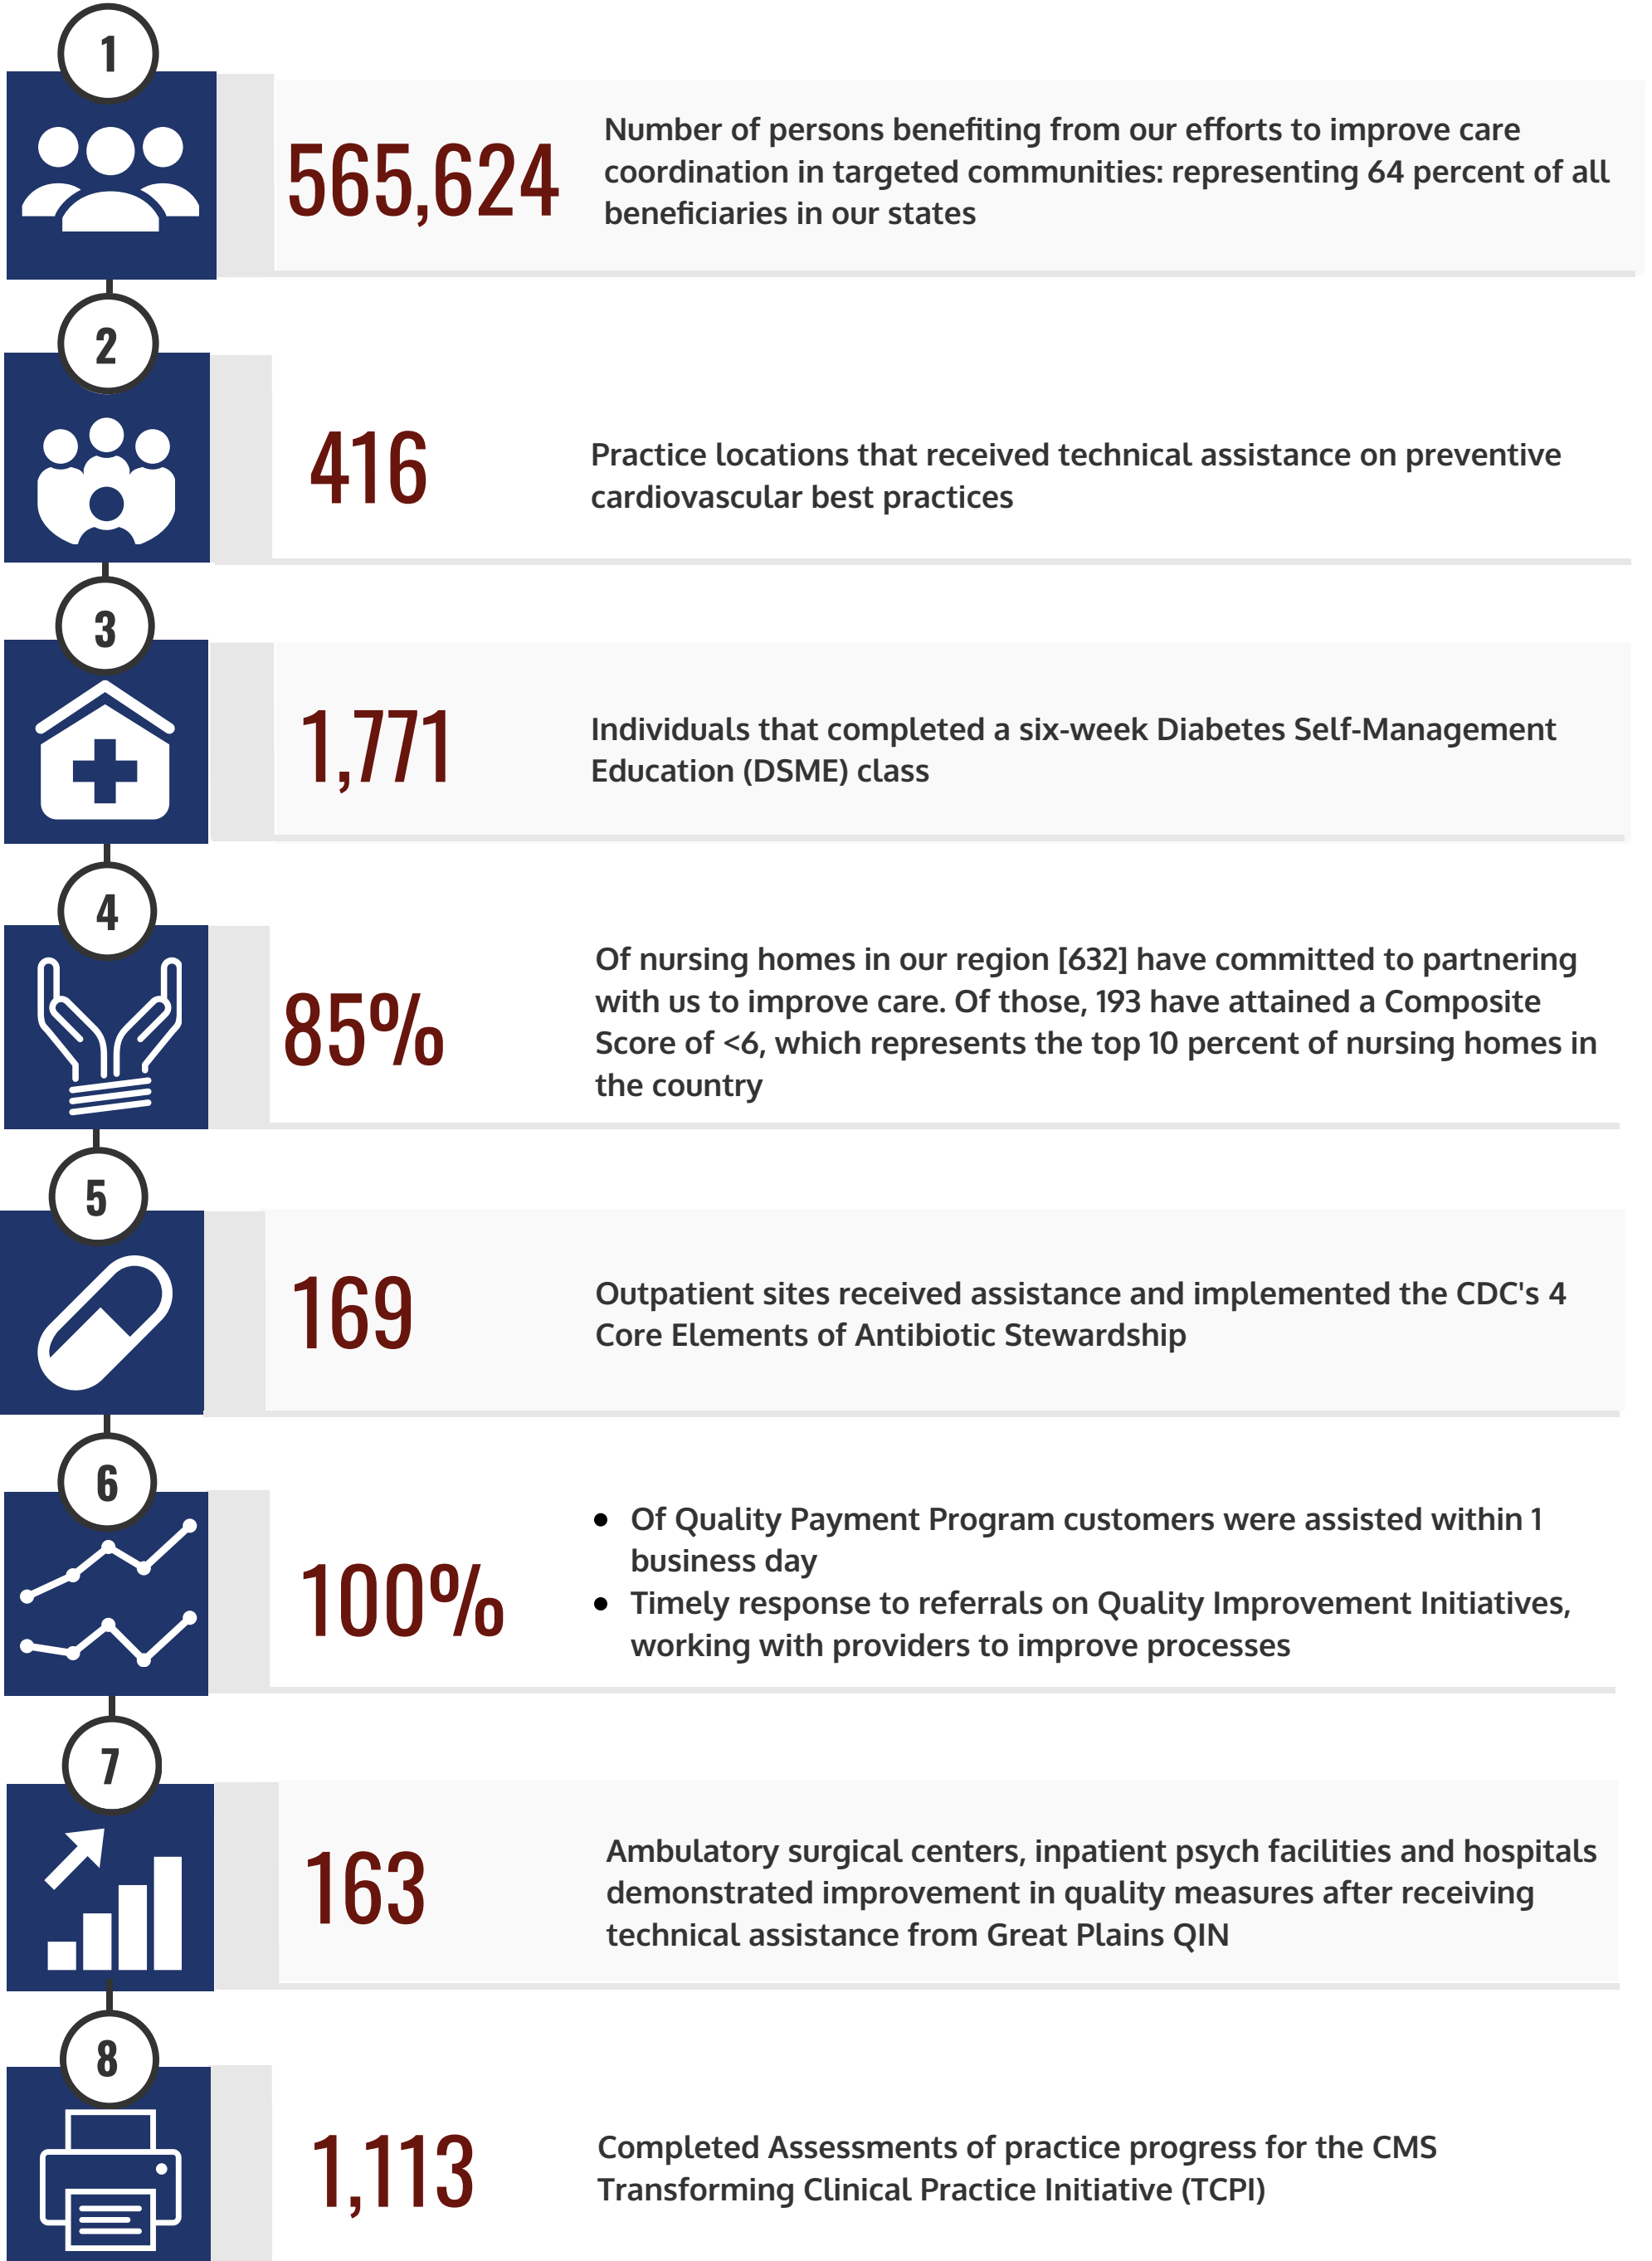 1
565,624
Number of persons benefiting from our efforts to improve care
coordination in targeted communities: representing 64 percent of all
beneficiaries in our states
2
416
Practice locations that received technical assistance on preventive
cardiovascular best practices
3
1,771
Individuals that completed a six-week Diabetes Self-Management
Education (DSME) class
4
85%
Of nursing homes in our region [632] have committed to partnering
with us to improve care. Of those, 193 have attained a Composite
Score of <6, which represents the top 10 percent of nursing homes in
the country
5
169
Outpatient sites received assistance and implemented the CDC's 4
Core Elements of Antibiotic Stewardship
6
100%
• Of Quality Payment Program customers were assisted within 1
business day
• Timely response to referrals on Quality Improvement Initiatives,
working with providers to improve processes
7
163
Ambulatory surgical centers, inpatient psych facilities and hospitals
demonstrated improvement in quality measures after receiving
technical assistance from Great Plains QIN
8
1,113
Completed Assessments of practice progress for the CMS
Transforming Clinical Practice Initiative (TCPI)